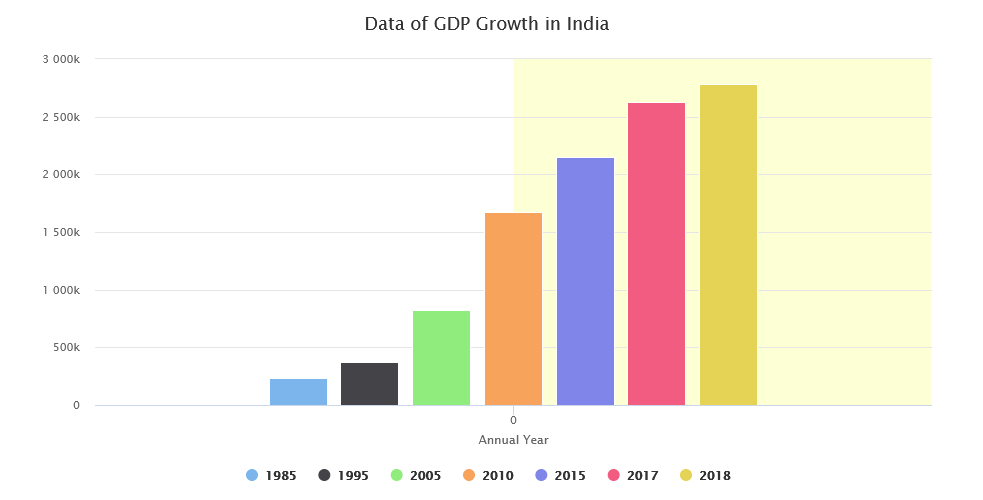 Data of GDP Growth in India
3 000k
2 500k
2 000k
1 500k
1 000k
500k
0
0
Annual Year
1985 1995 2005 2010 2015 2017 2018